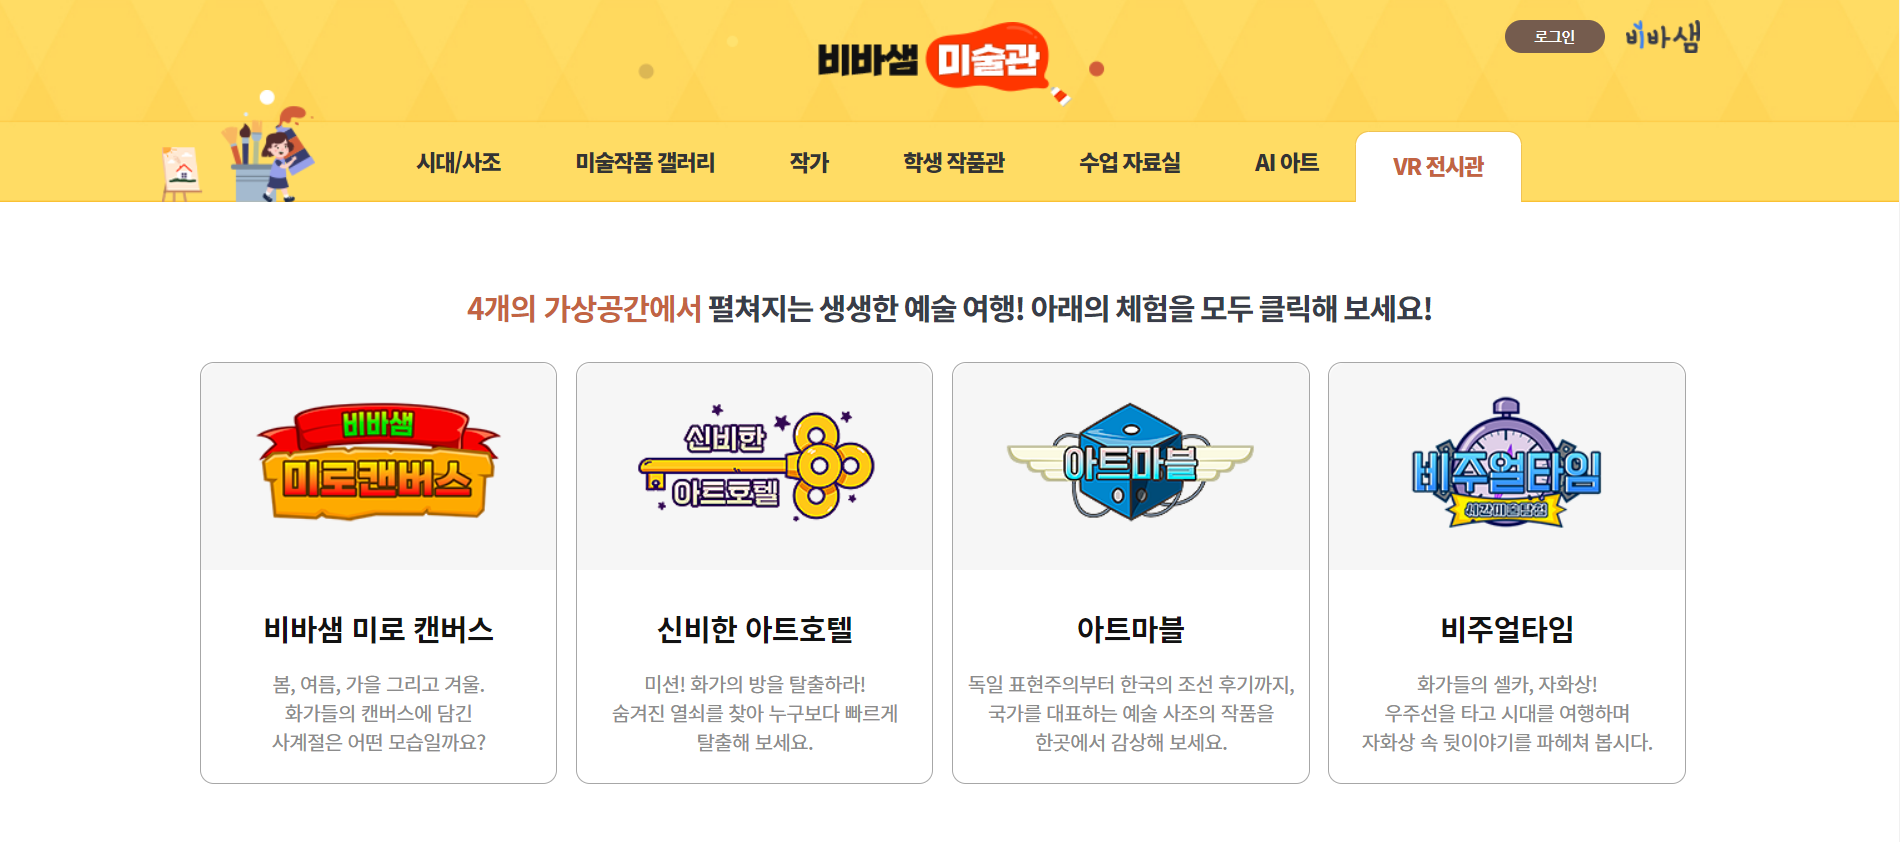 비바샘 미술관
로그인
비바샘
시대/사조
미술작품 갤러리
작가
학생 작품관
수업 자료실
AI 아트
VR 전시관
4개의 가상공간에서 펼쳐지는 생생한 예술 여행! 아래의 체험을 모두 클릭해 보세요!
비바샘
미로캔버스
비바샘 미로 캔버스
봄, 여름, 가을 그리고 겨울.
화가들의 캔버스에 담긴
사계절은 어떤 모습일까요?
신비한
아트호텔
신비한 아트호텔
미션! 화가의 방을 탈출하라!
숨겨진 열쇠를 찾아 누구보다 빠르게
탈출해 보세요.
아트마블
아트마블
독일 표현주의부터 한국의 조선 후기까지,
국가를 대표하는 예술 사조의 작품을
한곳에서 감상해 보세요.
비주얼타임
비주얼타임
화가들의 셀카, 자화상!
우주선을 타고 시대를 여행하며
자화상 속 뒷이야기를 파헤쳐 봅시다.